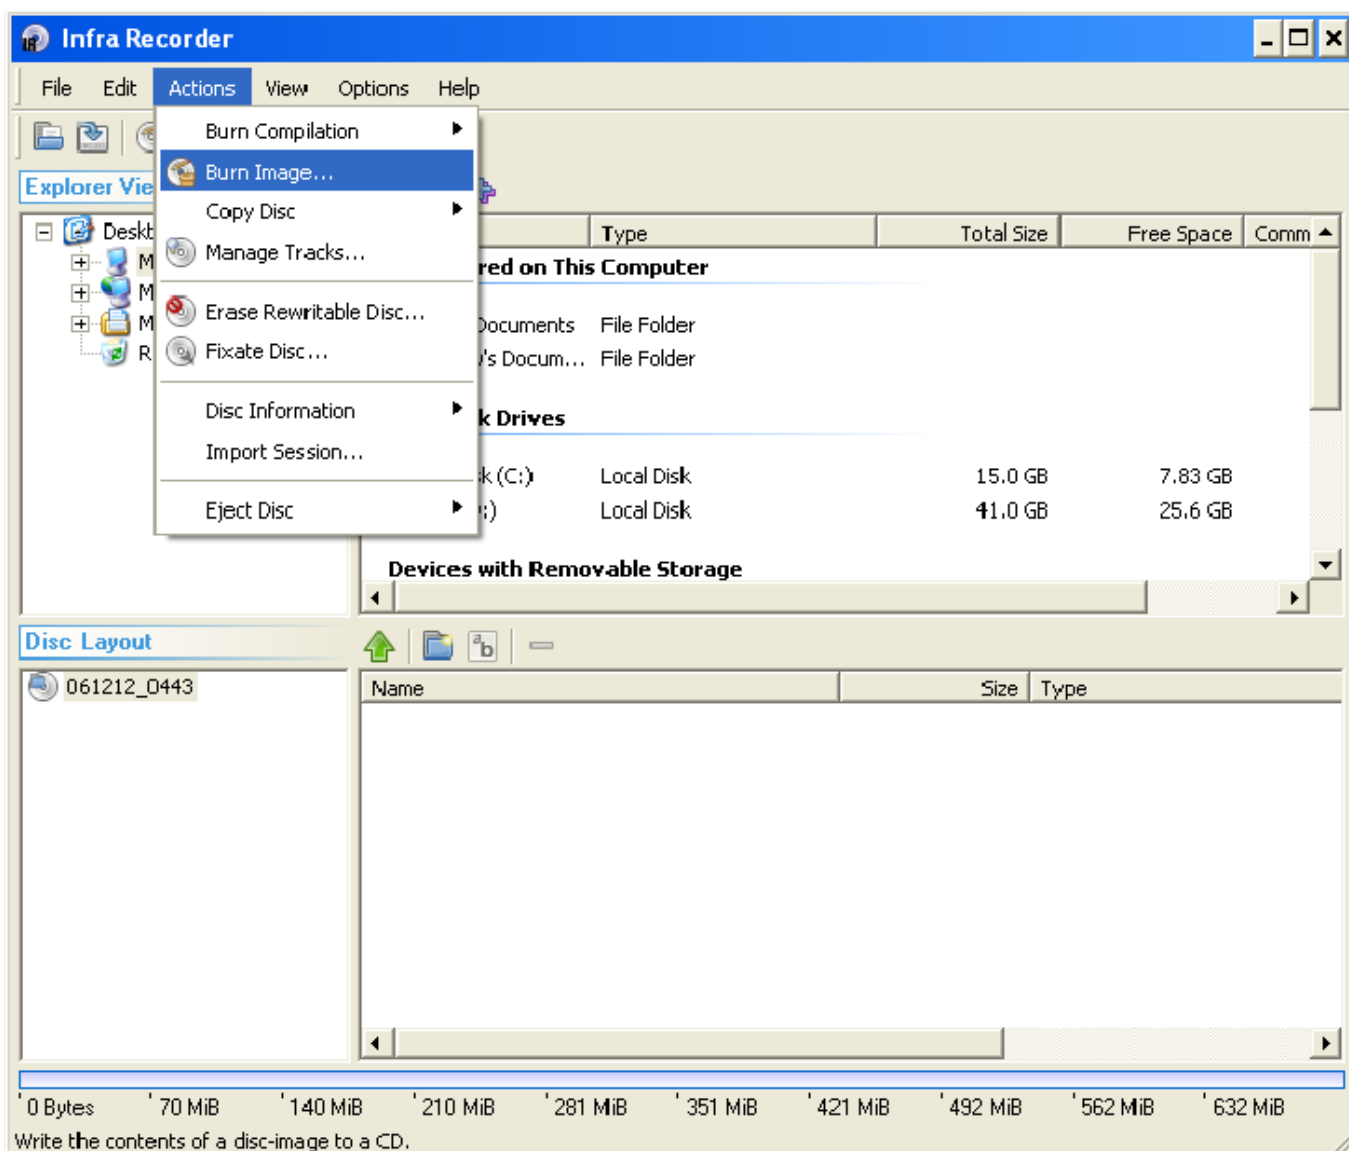 Infra Recorder
File Edit Actions View Options Help
Burn Compilation
Burn Image...
Copy Disc
Manage Tracks...
Erase Rewritable Disc...
Fixate Disc...
Disc Information
Import Session...
Eject Disc
Explorer Vie
Deskt
M
M
M
R
Type Total Size Free Space Comm
red on This Computer
Documents File Folder
's Docum... File Folder
k Drives
k (C:) Local Disk 15.0 GB 7.83 GB
:) Local Disk 41.0 GB 25.6 GB
Devices with Removable Storage
Disc Layout
061212_0443
Name Size Type
0 Bytes 70 MiB 140 MiB 210 MiB 281 MiB 351 MiB 421 MiB 492 MiB 562 MiB 632 MiB
Write the contents of a disc-image to a CD.